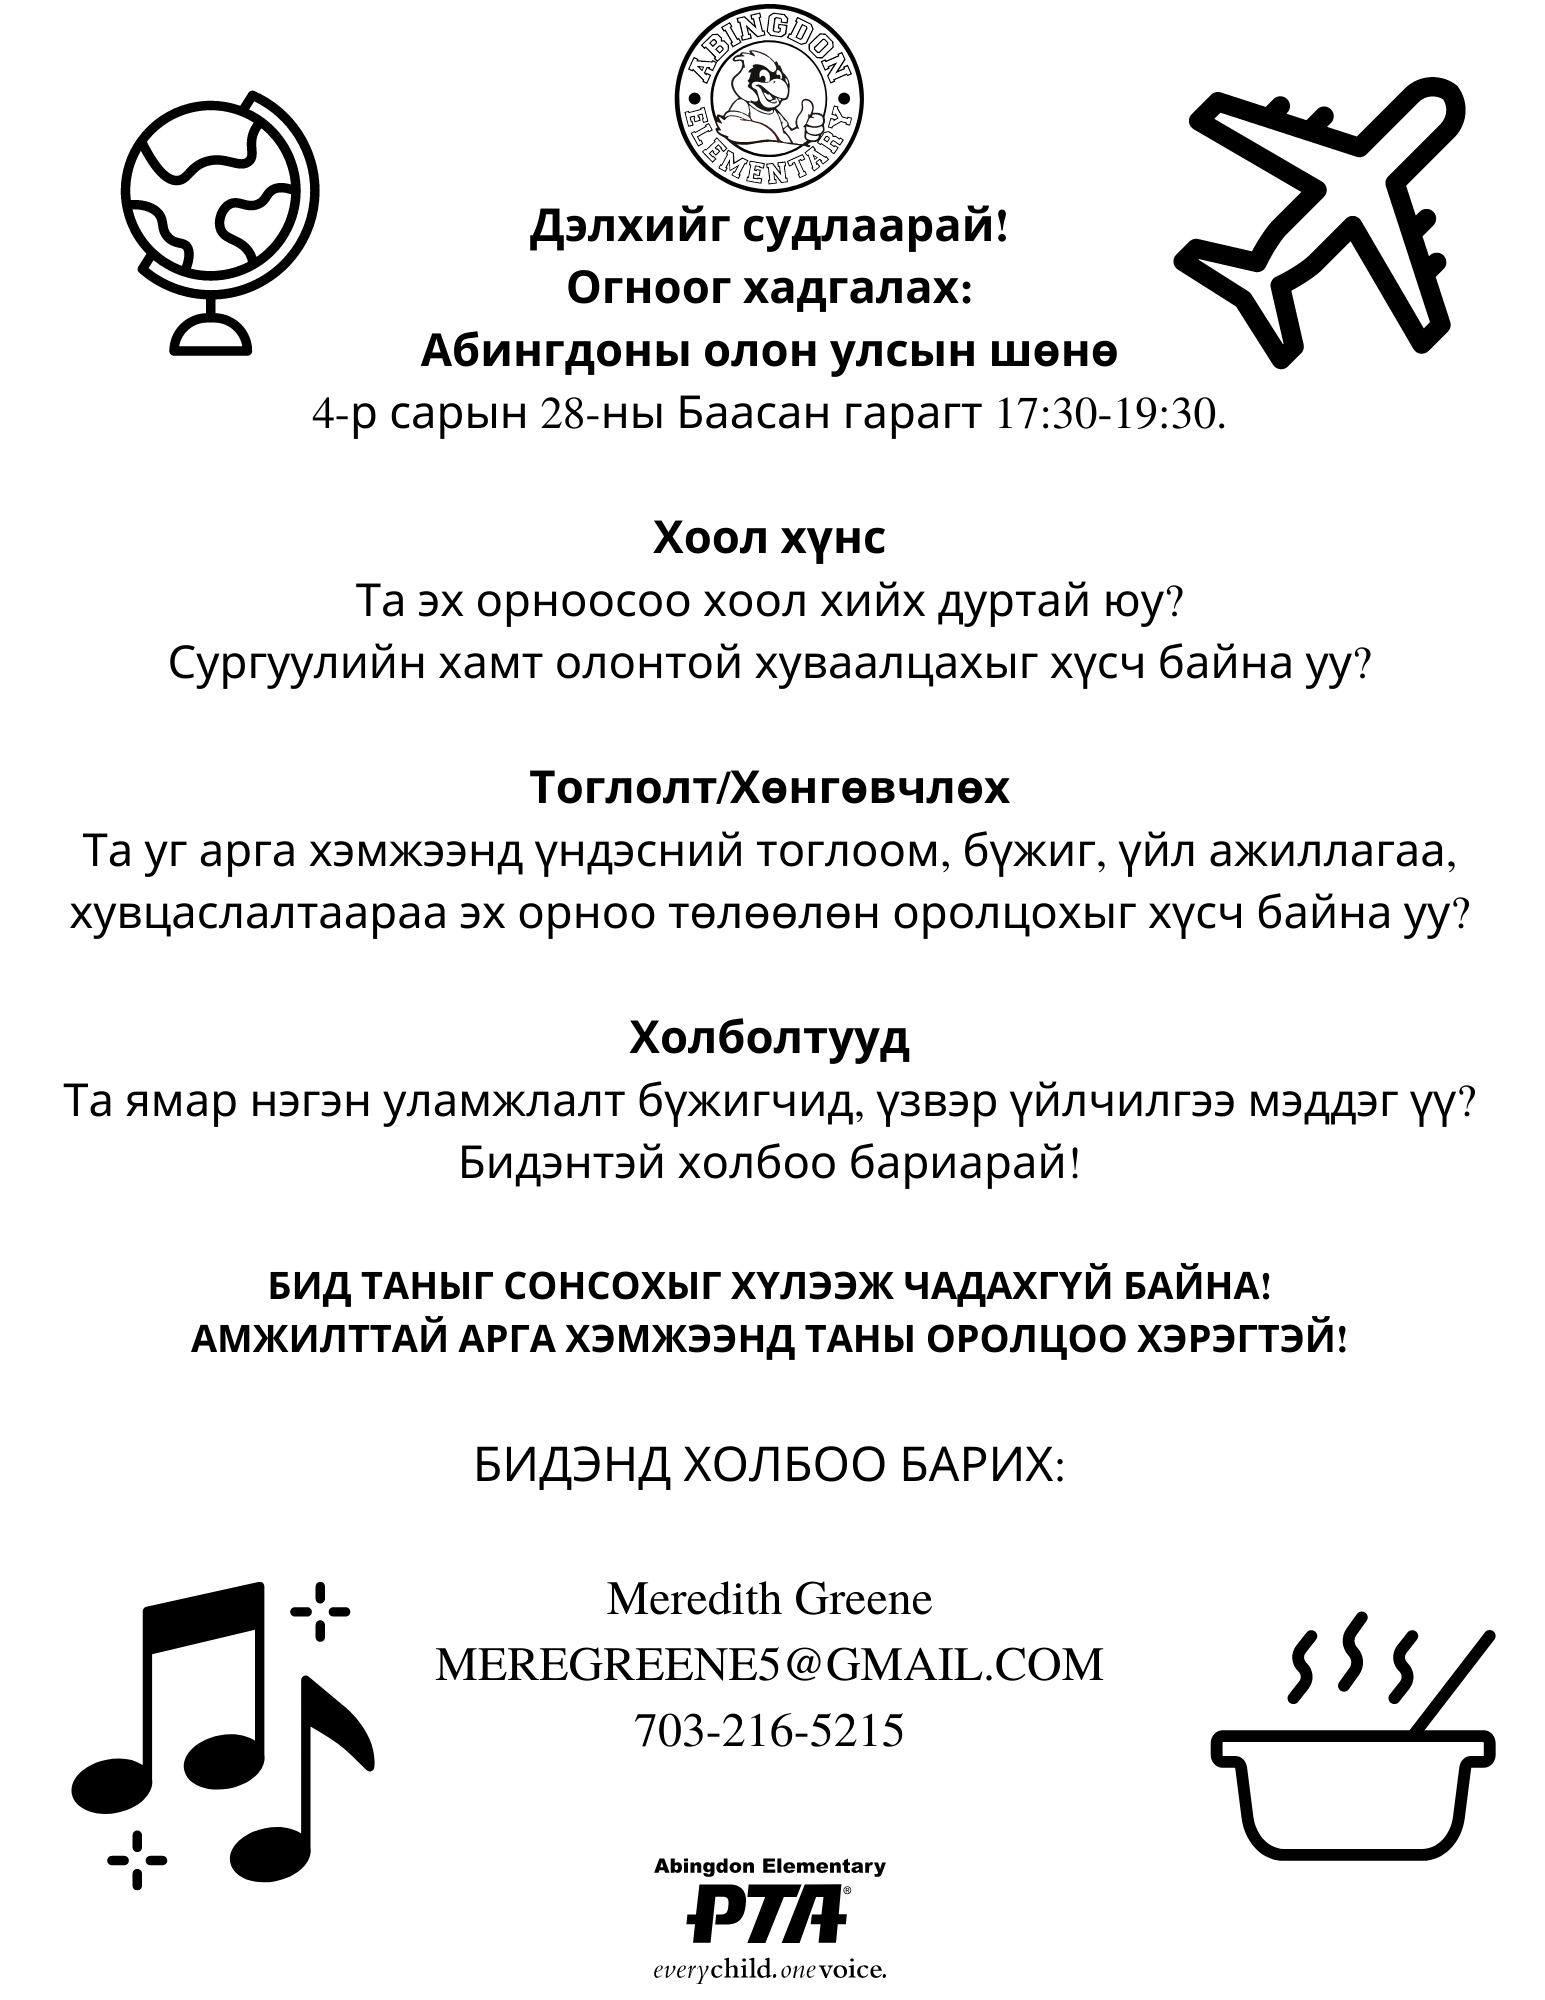 ABINGDON
ELEMENTARY
Дэлхийг судлаарай!
Огноог хадгалах:
Абингдоны олон улсын шөнө
4-р сарын 28-ны Баасан гарагт 17:30-19:30.
Хоол хүнс
Та эх орноосоо хоол хийх дуртай юу?
Сургуулийн хамт олонтой хуваалцахыг хүсч байна уу?
Тоглолт/Хөнгөвчлөх
Та уг арга хэмжээнд үндэсний тоглоом, бүжиг, үйл ажиллагаа,
хувцаслалтаараа эх орноо төлөөлөн оролцохыг хүсч байна уу?
Холболтууд
Та ямар нэгэн уламжлалт бүжигчид, үзвэр үйлчилгээ мэддэг үү?
Бидэнтэй холбоо бариарай!
БИД ТАНЫГ СОНСОХЫГ ХҮЛЭЭЖ ЧАДАХГҮЙ БАЙНА!
АМЖИЛТТАЙ АРГА ХЭМЖЭЭНД ТАНЫ ОРОЛЦОО ХЭРЭГТЭЙ!
БИДЭНД ХОЛБОО БАРИХ:
Meredith Greene
MEREGREENE5@GMAIL.COM
703-216-5215
Abingdon Elementary
PTA®
everychild.onevoice.